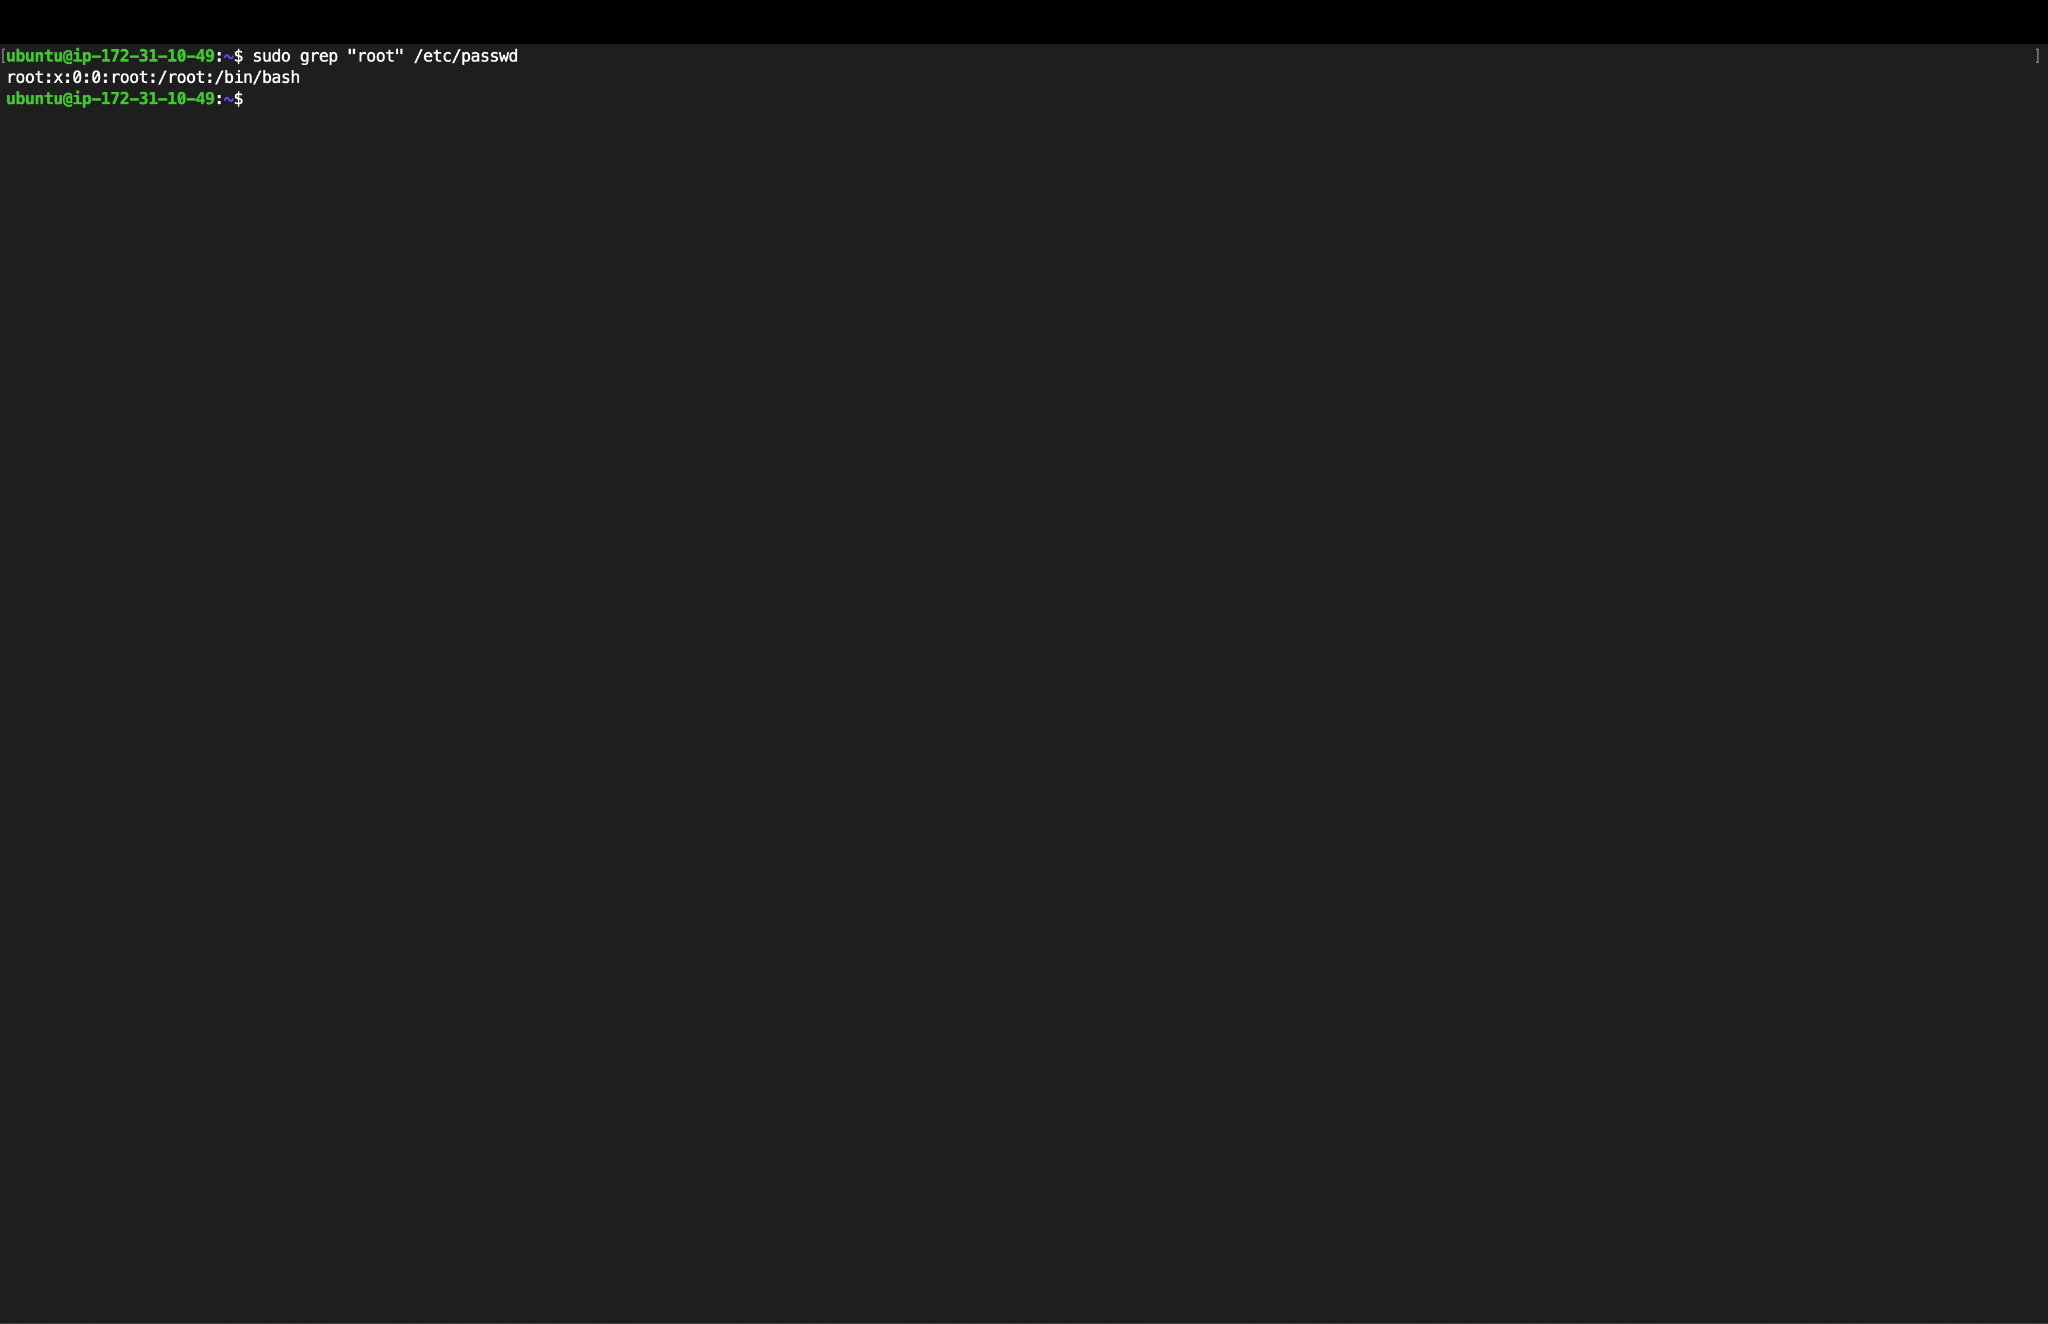 [ubuntu@ip-172-31-10-49:~$ sudo grep "root" /etc/passwd ]
root:x:0:0:root:/root:/bin/bash
ubuntu@ip-172-31-10-49:~$